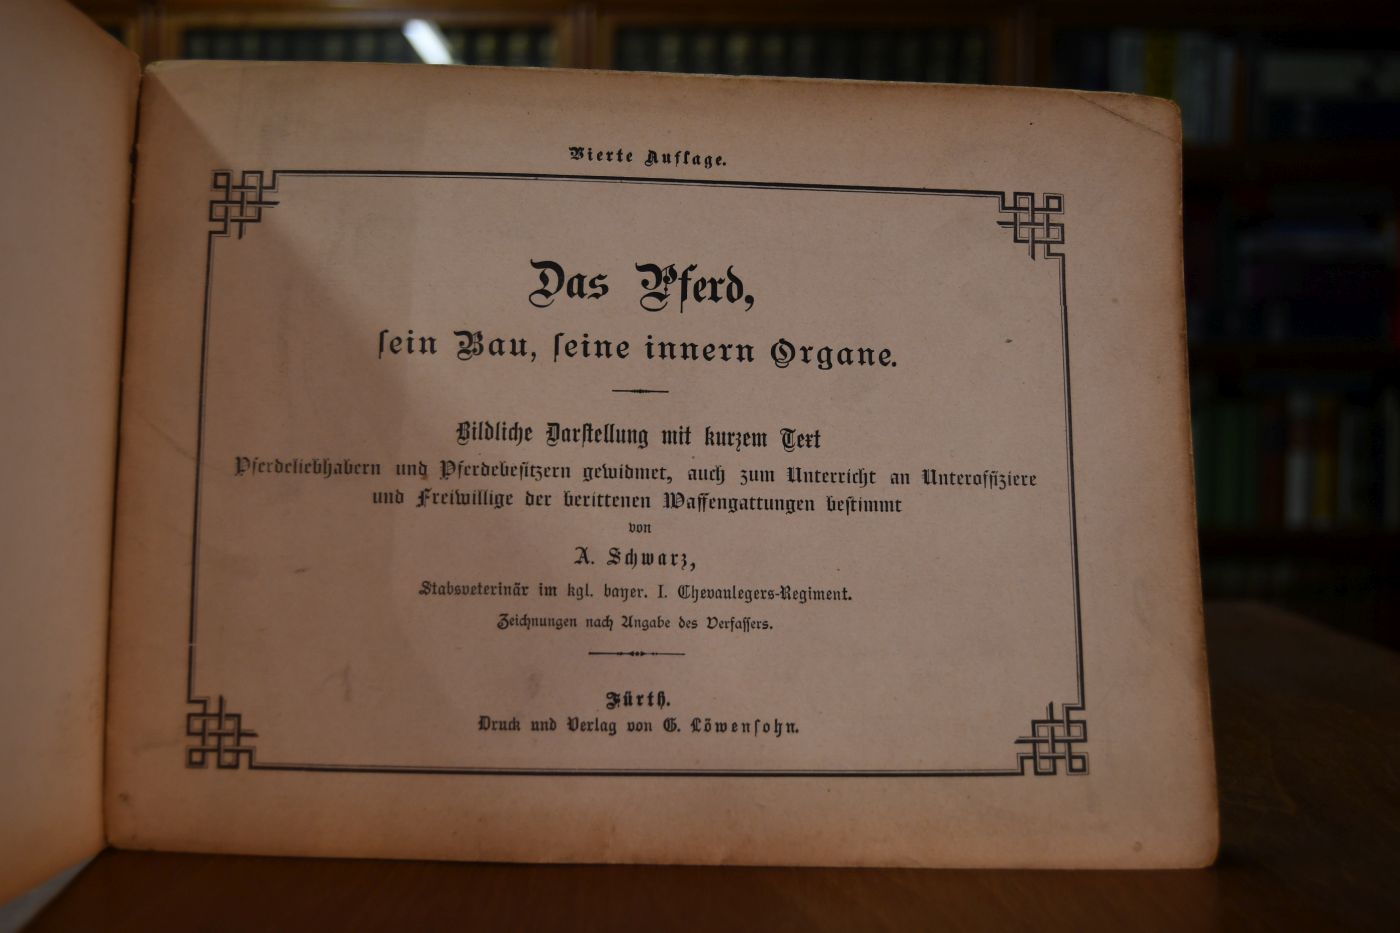 Vierte Auflage.
Das Pferd,
sein Bau, seine innern Organe.
Bildliche Darstellung mit kurzem Text
Pferdeliebhabern und Pferdebesitzern gewidmet, auch zum Unterricht an Unteroffiziere
und Freiwillige der berittenen Waffengattungen bestimmt
von
A. Schwarz,
Stabsveterinär im kgl. bayer. I. Chevaulegers-Regiment.
Zeichnungen nach Angabe des Verfassers.
Fürth.
Druck und Verlag von G. Löwensohn.